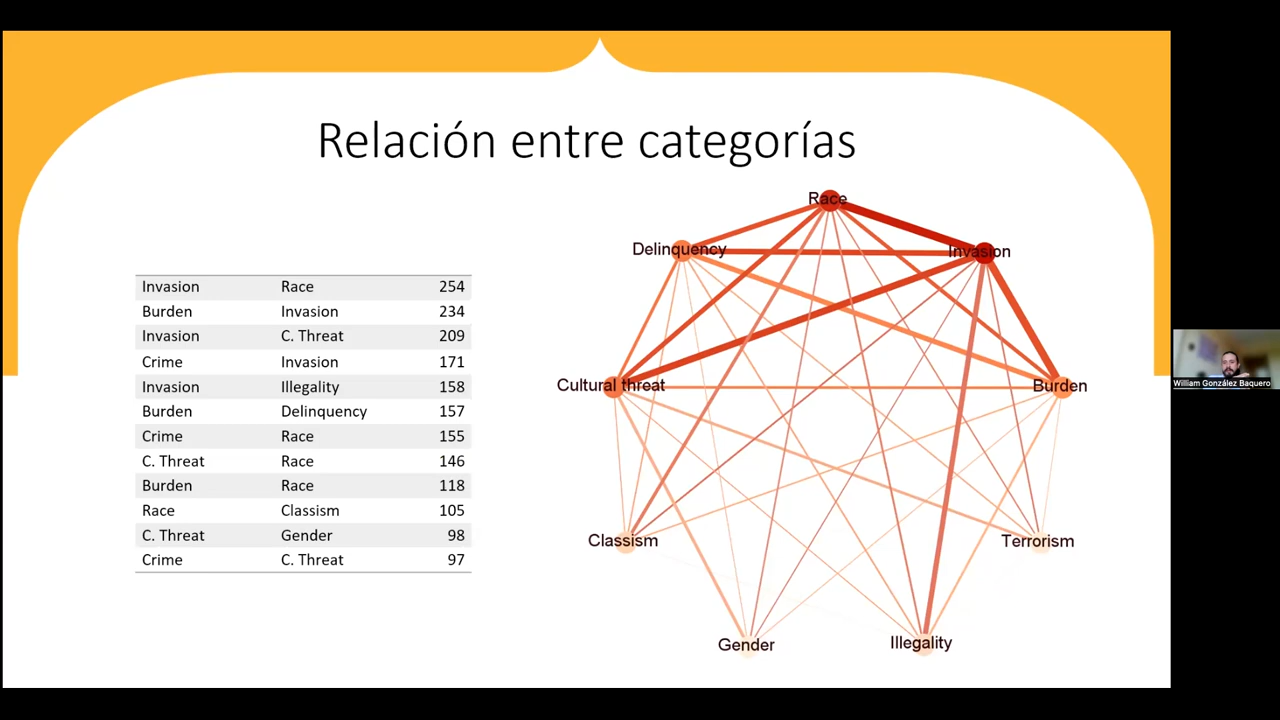 Relación entre categorías
Invasion Race 254
Burden Invasion 234
Invasion C. Threat 209
Crime Invasion 171
Invasion Illegality 158
Burden Delinquency 157
Crime Race 155
C. Threat Race 146
Burden Race 118
Race Classism 105
C. Threat Gender 98
Crime C. Threat 97
Race
Delinquency
Invasion
Cultural threat
Burden
Classism
Terrorism
Gender
Illegality
William González Baquero